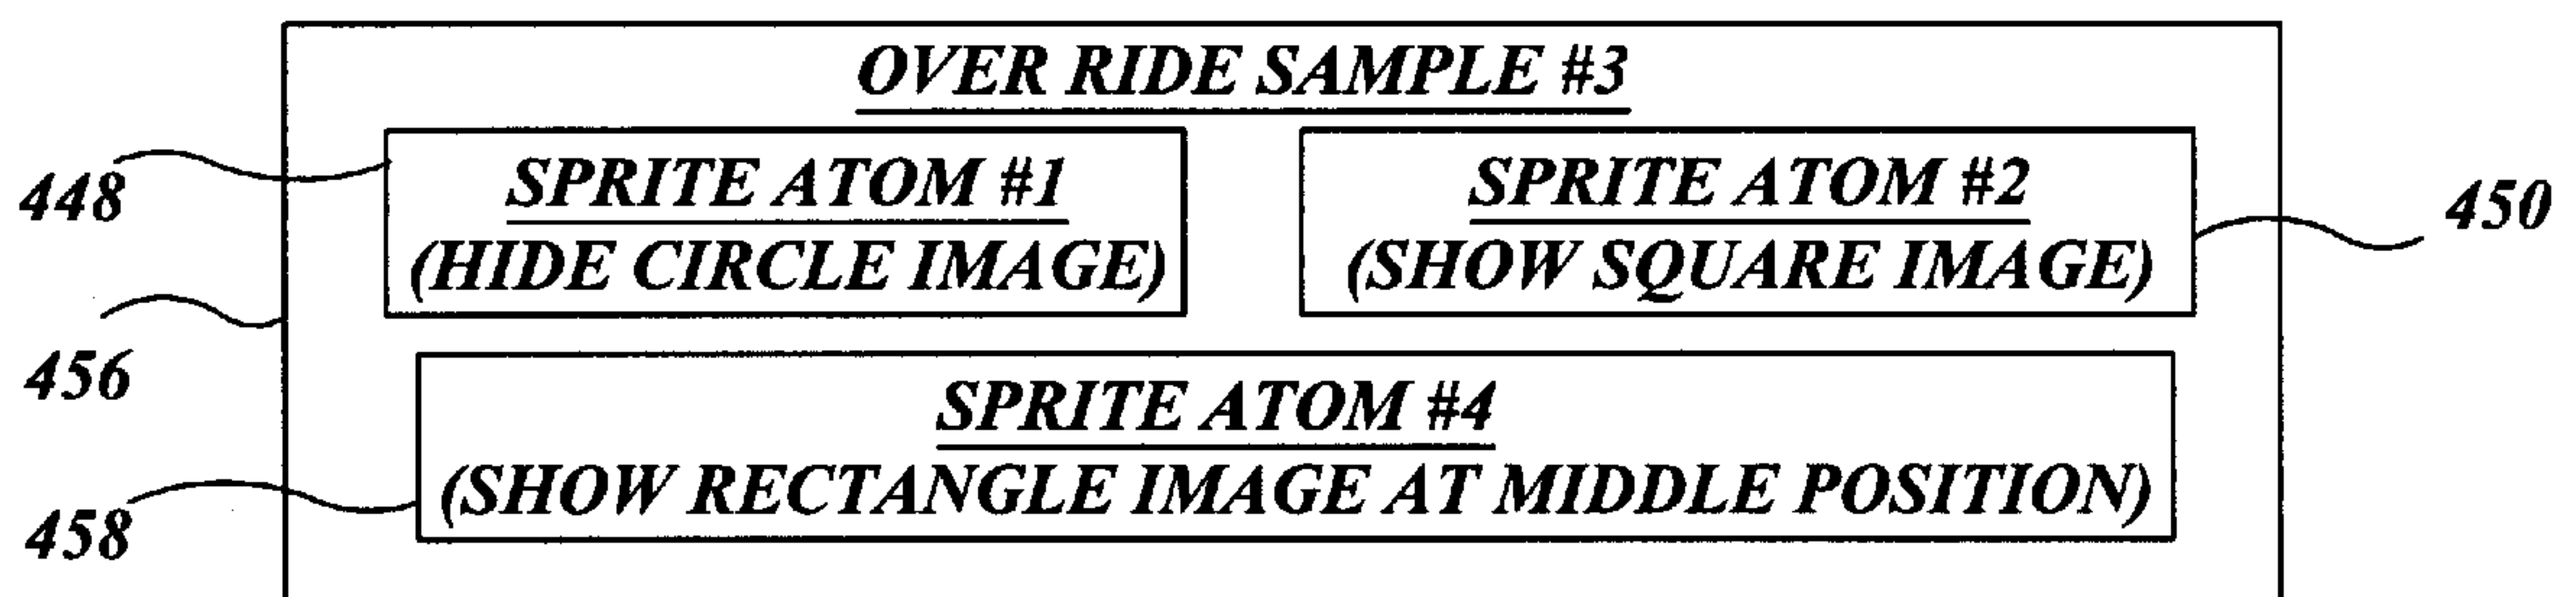 OVER RIDE SAMPLE #3
448
SPRITE ATOM #1
(HIDE CIRCLE IMAGE)
SPRITE ATOM #2
(SHOW SQUARE IMAGE)
450
456
SPRITE ATOM #4
(SHOW RECTANGLE IMAGE AT MIDDLE POSITION)
458